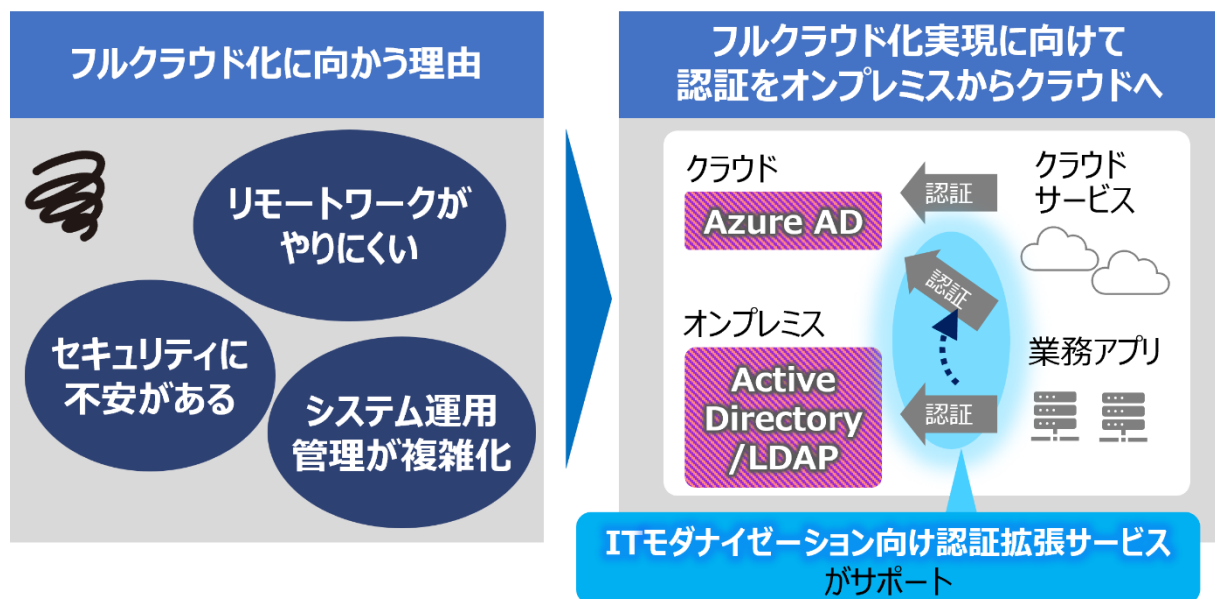 フルクラウド化に向かう理由
リモートワークが
やりにくい
セキュリティに
不安がある
システム運用
管理が複雑化
フルクラウド化実現に向けて
認証をオンプレミスからクラウドへ
クラウド
Azure AD
認証
クラウド
サービス
認証
オンプレミス
Active
Directory
/LDAP
認証
業務アプリ
ITモダナイゼーション向け認証拡張サービス
がサポート